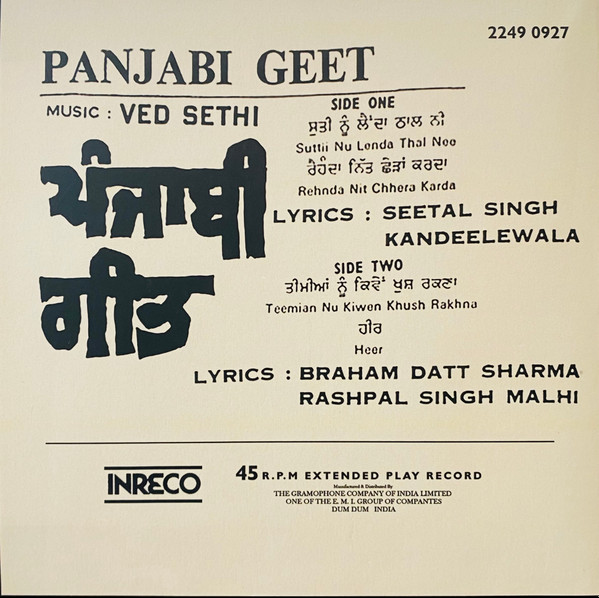 2249 0927
PANJABI GEET
MUSIC : VED SETHI
ਪੰਜਾਬੀ
ਗੀਤ
SIDE ONE
ਸੁਤੀ ਨੂੰ ਲੈਂਦਾ ਠਾਲ ਨੀ
Suttii Nu Lenda Thal Nee
ਰੈਹੰਦਾ ਨਿੱਤ ਛੇੜਾਂ ਕਰਦਾ
Rehnda Nit Chhera Karda
LYRICS : SEETAL SINGH
KANDEELEWALA
SIDE TWO
ਤੀਮੀਆਂ ਨੂੰ ਕਿਵੇਂ ਖੁਸ਼ ਰਕਣਾ
Teemian Nu Kiwen Khush Rakhna
ਹੀਰ
Heer
LYRICS : BRAHAM DATT SHARMA
RASHPAL SINGH MALHI
INRECO
45 R.P.M EXTENDED PLAY RECORD
Manufactured & Distributed By
THE GRAMOPHONE COMPANY OF INDIA LIMITED
ONE OF THE E. M. I. GROUP OF COMPANTES
DUM DUM INDIA